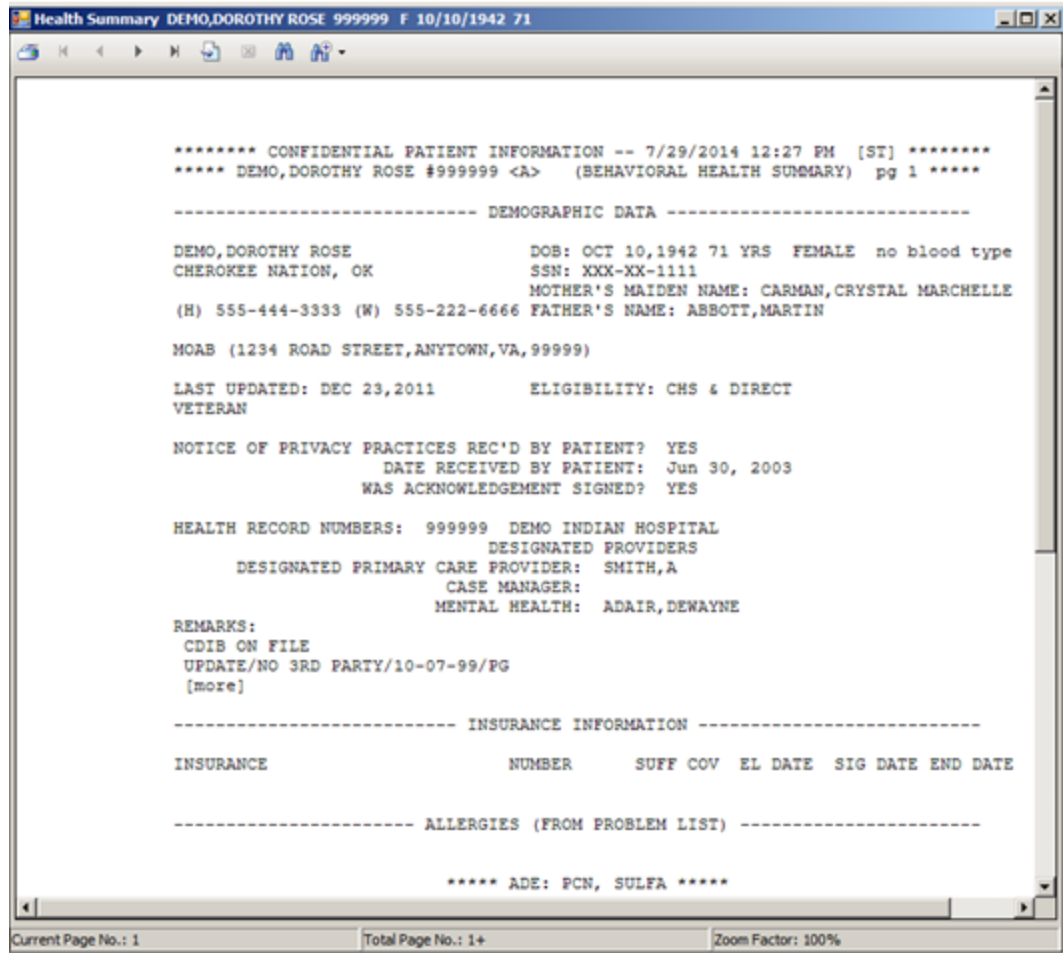 Health Summary DEMO,DOROTHY ROSE 999999 F 10/10/1942 71
******** CONFIDENTIAL PATIENT INFORMATION -- 7/29/2014 12:27 PM [ST] ********
***** DEMO,DOROTHY ROSE #999999 <A> (BEHAVIORAL HEALTH SUMMARY) pg 1 *****
----------------------------- DEMOGRAPHIC DATA -----------------------------
DEMO,DOROTHY ROSE DOB: OCT 10,1942 71 YRS FEMALE no blood type
CHEROKEE NATION, OK SSN: XXX-XX-1111
MOTHER'S MAIDEN NAME: CARMAN,CRYSTAL MARCHELLE
(H) 555-444-3333 (W) 555-222-6666 FATHER'S NAME: ABBOTT,MARTIN
MOAB (1234 ROAD STREET,ANYTOWN,VA,99999)
LAST UPDATED: DEC 23,2011 ELIGIBILITY: CHS & DIRECT
VETERAN
NOTICE OF PRIVACY PRACTICES REC'D BY PATIENT? YES
DATE RECEIVED BY PATIENT: Jun 30, 2003
WAS ACKNOWLEDGEMENT SIGNED? YES
HEALTH RECORD NUMBERS: 999999 DEMO INDIAN HOSPITAL
DESIGNATED PROVIDERS
DESIGNATED PRIMARY CARE PROVIDER: SMITH,A
CASE MANAGER:
MENTAL HEALTH: ADAIR,DEWAYNE
REMARKS:
CDIB ON FILE
UPDATE/NO 3RD PARTY/10-07-99/PG
[more]
--------------------------- INSURANCE INFORMATION ---------------------------
INSURANCE NUMBER SUFF COV EL DATE SIG DATE END DATE
----------------------- ALLERGIES (FROM PROBLEM LIST) -----------------------
***** ADE: PCN, SULFA *****
Current Page No.: 1 Total Page No.: 1+ Zoom Factor: 100%